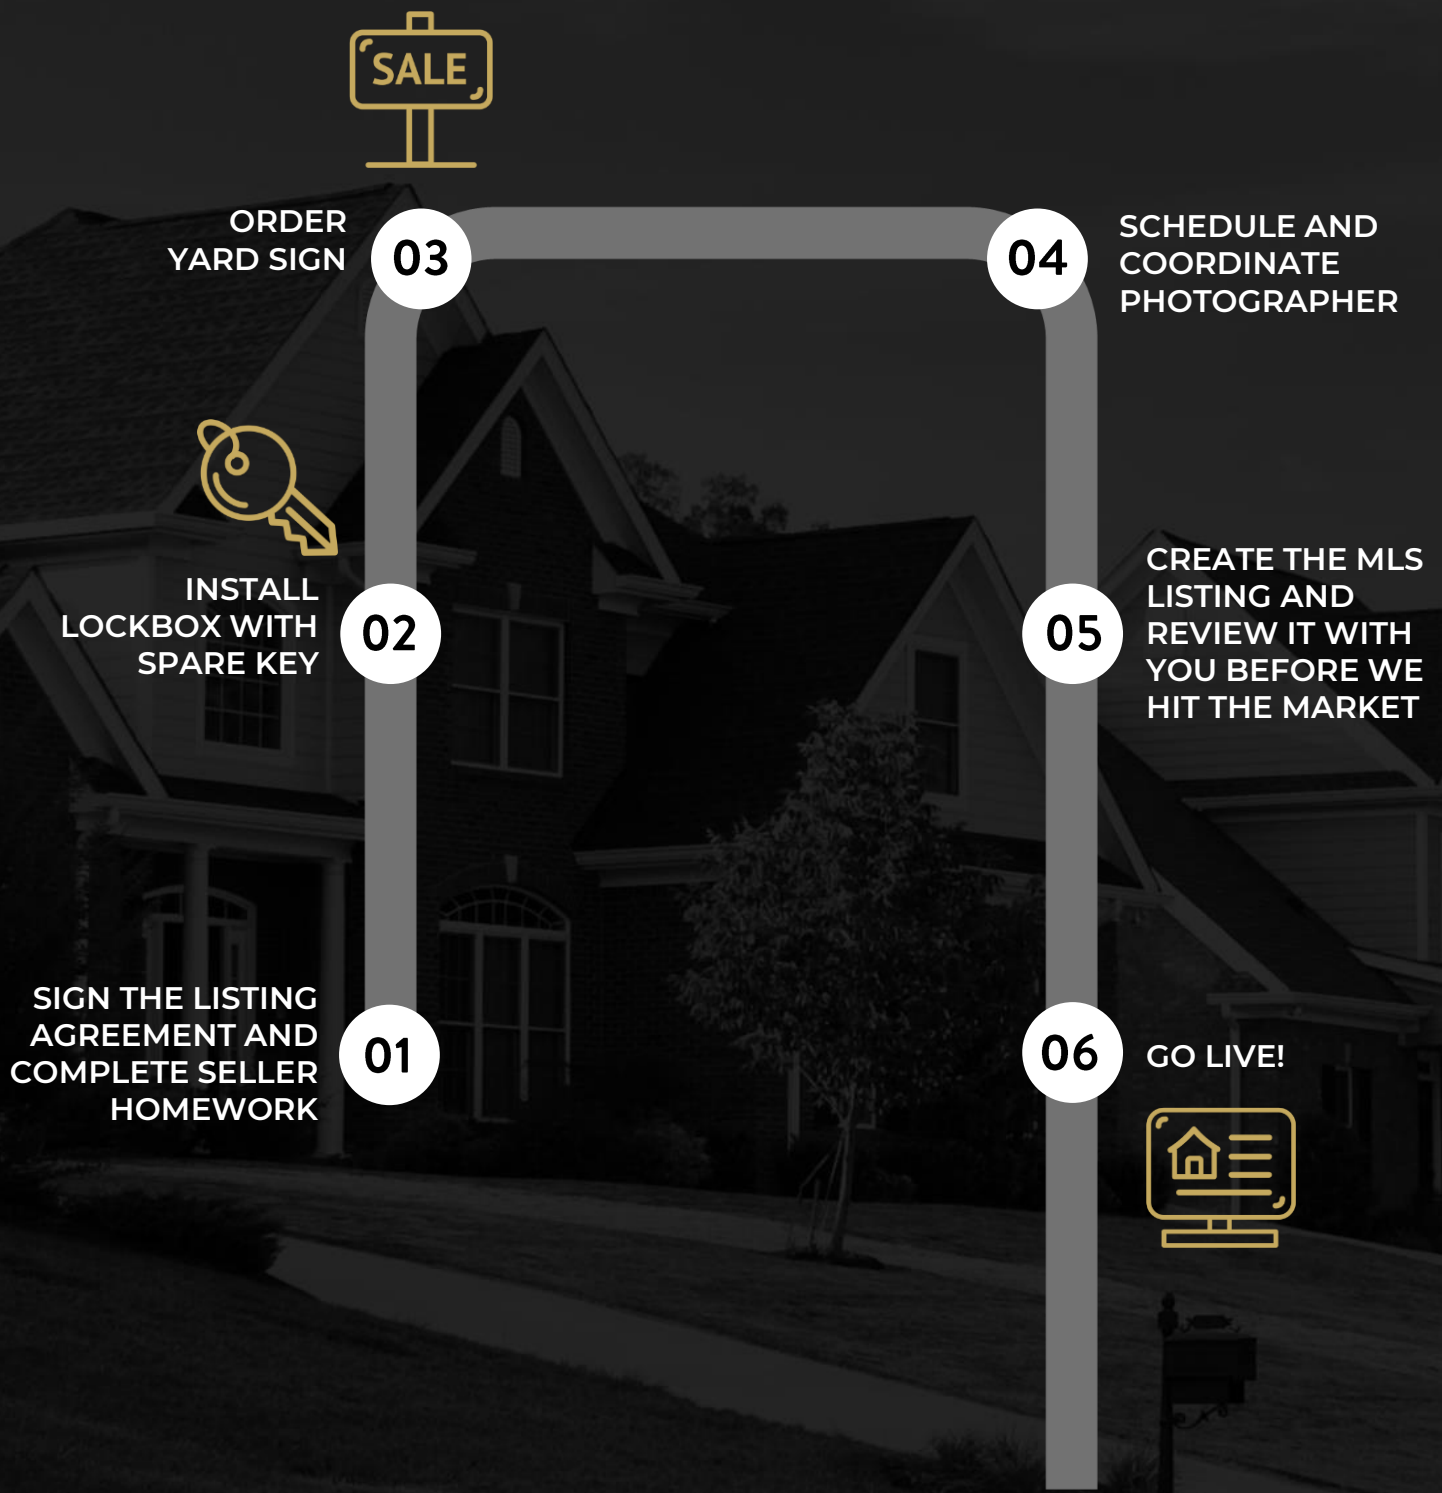 SALE
ORDER
YARD SIGN
03
04
SCHEDULE AND
COORDINATE
PHOTOGRAPHER
INSTALL
LOCKBOX WITH
SPARE KEY
02
05
CREATE THE MLS
LISTING AND
REVIEW IT WITH
YOU BEFORE WE
HIT THE MARKET
SIGN THE LISTING
AGREEMENT AND
COMPLETE SELLER
HOMEWORK
01
06
GO LIVE!